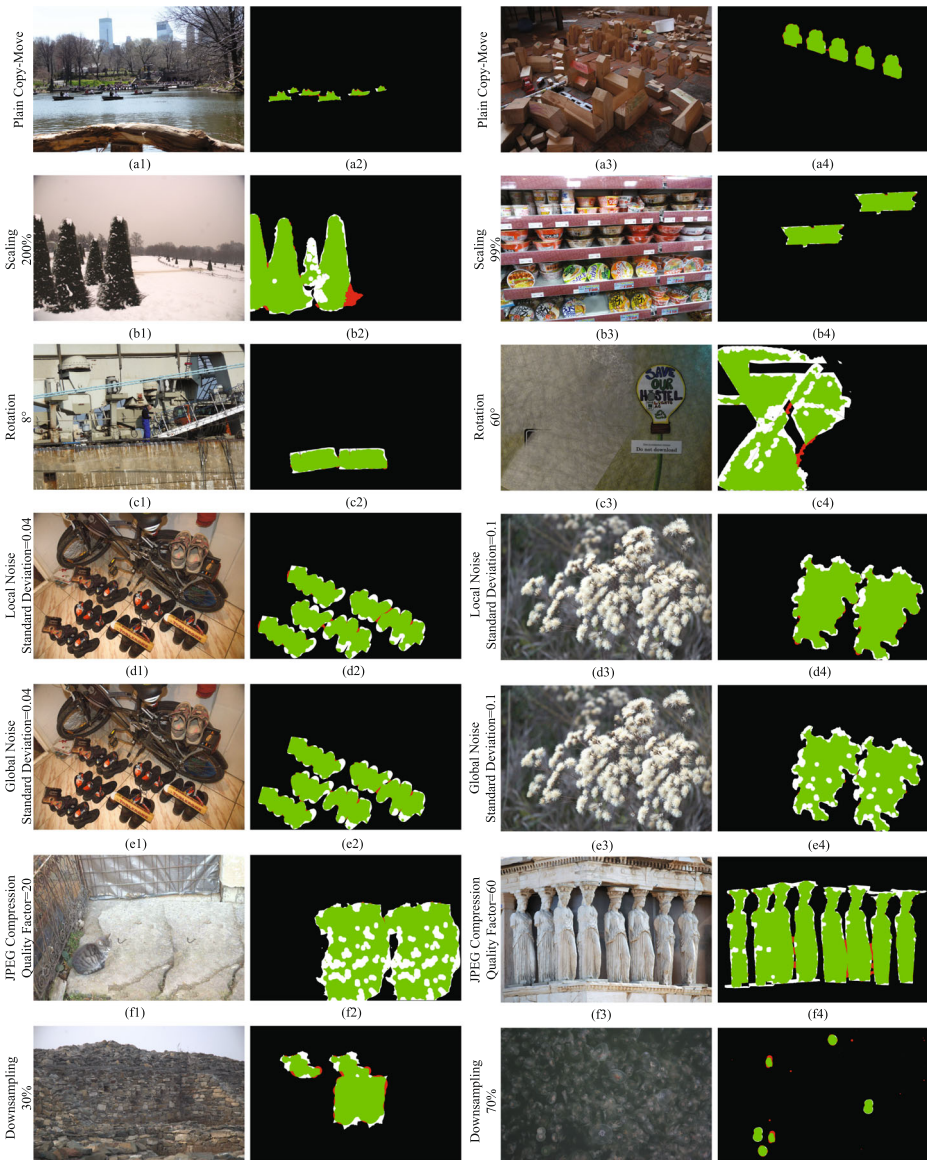 Plain Copy-Move
Plain Copy-Move
(a1)
(a2)
(a3)
(a4)
Scaling
200%
Scaling
99%
(b1)
(b2)
(b3)
(b4)
Rotation
8°
Rotation
60°
SAVE
OUR
HOSTEL
Do not download
(c1)
(c2)
(c3)
(c4)
Local Noise
Standard Deviation=0.04
Local Noise
Standard Deviation=0.1
(d1)
(d2)
(d3)
(d4)
Global Noise
Standard Deviation=0.04
Global Noise
Standard Deviation=0.1
(e1)
(e2)
(e3)
(e4)
JPEG Compression
Quality Factor=20
JPEG Compression
Quality Factor=60
(f1)
(f2)
(f3)
(f4)
Downsampling
30%
Downsampling
70%